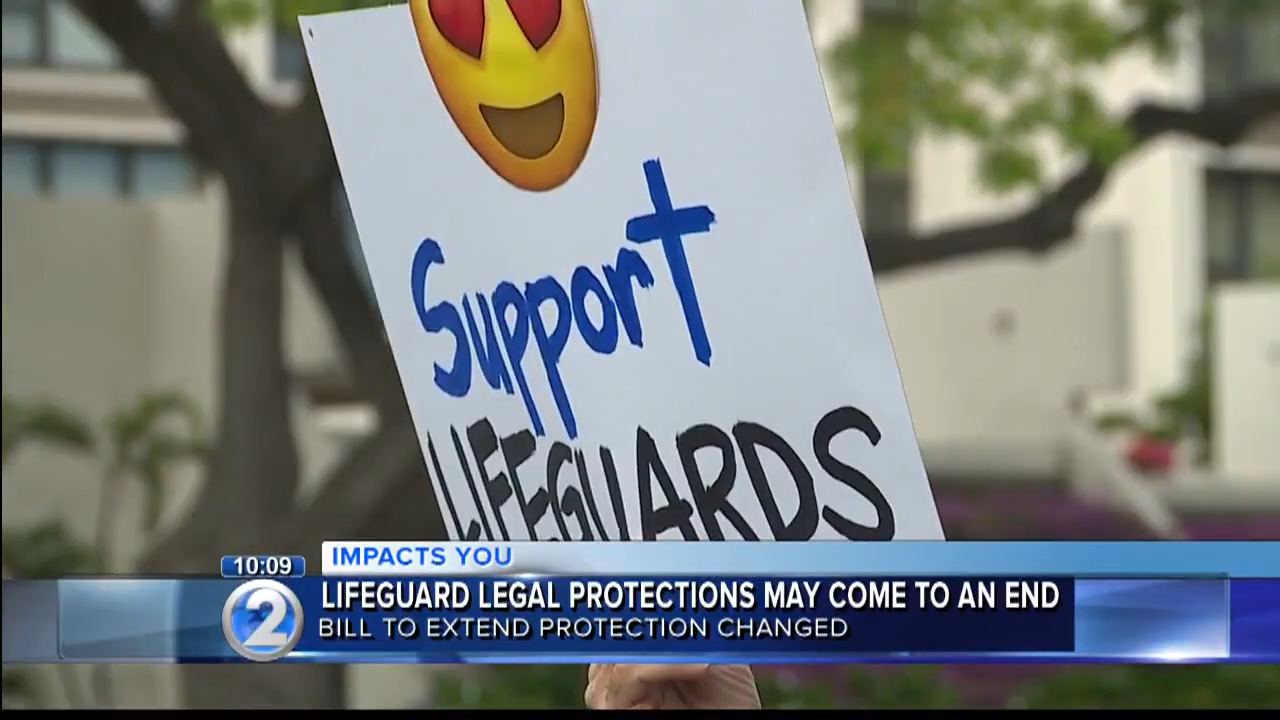 Support
LIFEGUARDS
IMPACTS YOU
10:09
2
LIFEGUARD LEGAL PROTECTIONS MAY COME TO AN END
BILL TO EXTEND PROTECTION CHANGED